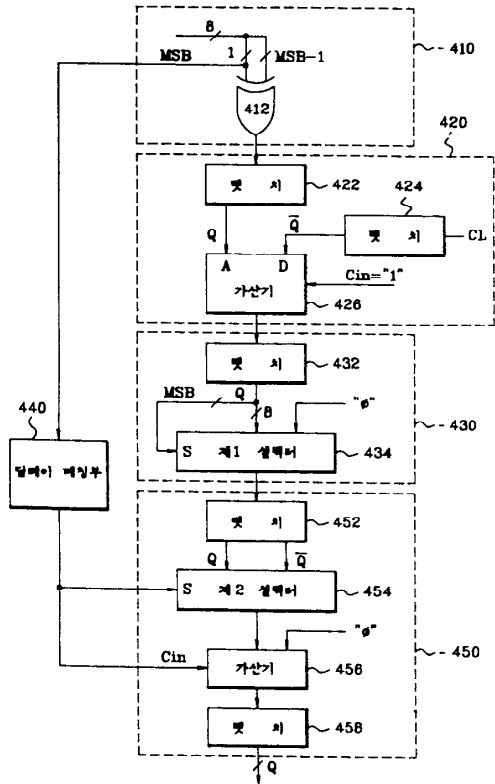 8
MSB
1
MSB-1
410
412
420
래 치
422
424
래 치
CL
Q
Q̅
A D
가산기
Cin="1"
426
래 치
432
MSB
Q
8
"ø"
430
S 제1 셀렉터
434
440
딜레이 매칭부
래 치
452
Q
Q̅
S 제2 셀렉터
454
"ø"
450
Cin
가산기
456
래 치
458
Q